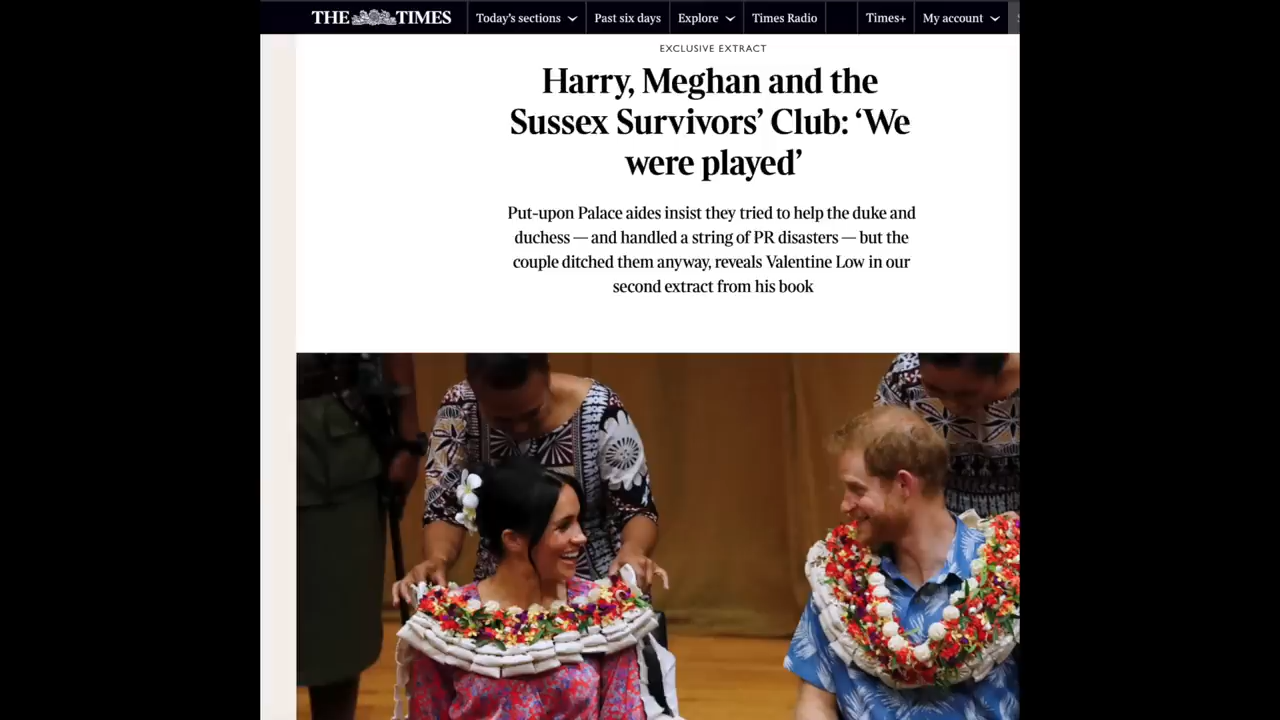 THE TIMES
Today's sections
Past six days
Explore
Times Radio
Times+
My account
EXCLUSIVE EXTRACT
Harry, Meghan and the
Sussex Survivors’ Club: ‘We
were played’
Put-upon Palace aides insist they tried to help the duke and
duchess — and handled a string of PR disasters — but the
couple ditched them anyway, reveals Valentine Low in our
second extract from his book